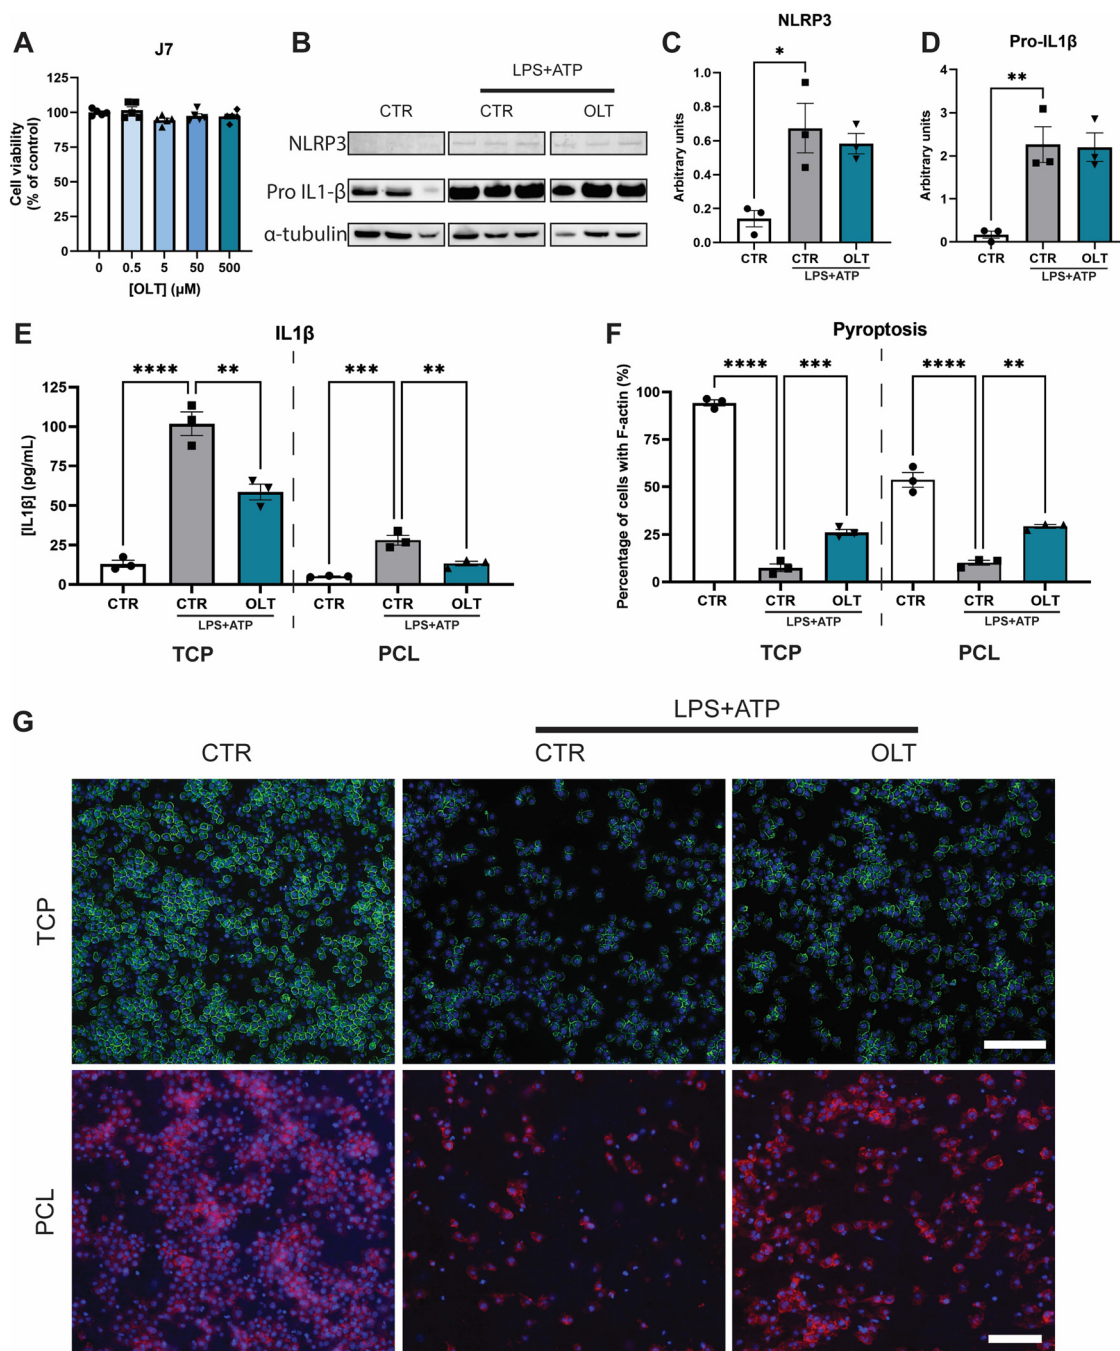 A
J7
Cell viability
(% of control)
125
100
75
50
25
0
0 0.5 5 50 500
[OLT] (µM)
B
LPS+ATP
CTR CTR OLT
NLRP3
Pro IL1-β
α-tubulin
C
NLRP3
*
Arbitrary units
1.0
0.8
0.6
0.4
0.2
0.0
CTR CTR OLT
LPS+ATP
D
Pro-IL1β
**
Arbitrary units
4
3
2
1
0
CTR CTR OLT
LPS+ATP
E
IL1β
**** ** *** **
[IL1β] (pg/mL)
125
100
75
50
25
0
CTR CTR OLT CTR CTR OLT
LPS+ATP LPS+ATP
TCP PCL
F
Pyroptosis
**** *** **** **
Percentage of cells with F-actin (%)
100
75
50
25
0
CTR CTR OLT CTR CTR OLT
LPS+ATP LPS+ATP
TCP PCL
G
LPS+ATP
CTR CTR OLT
TCP
PCL